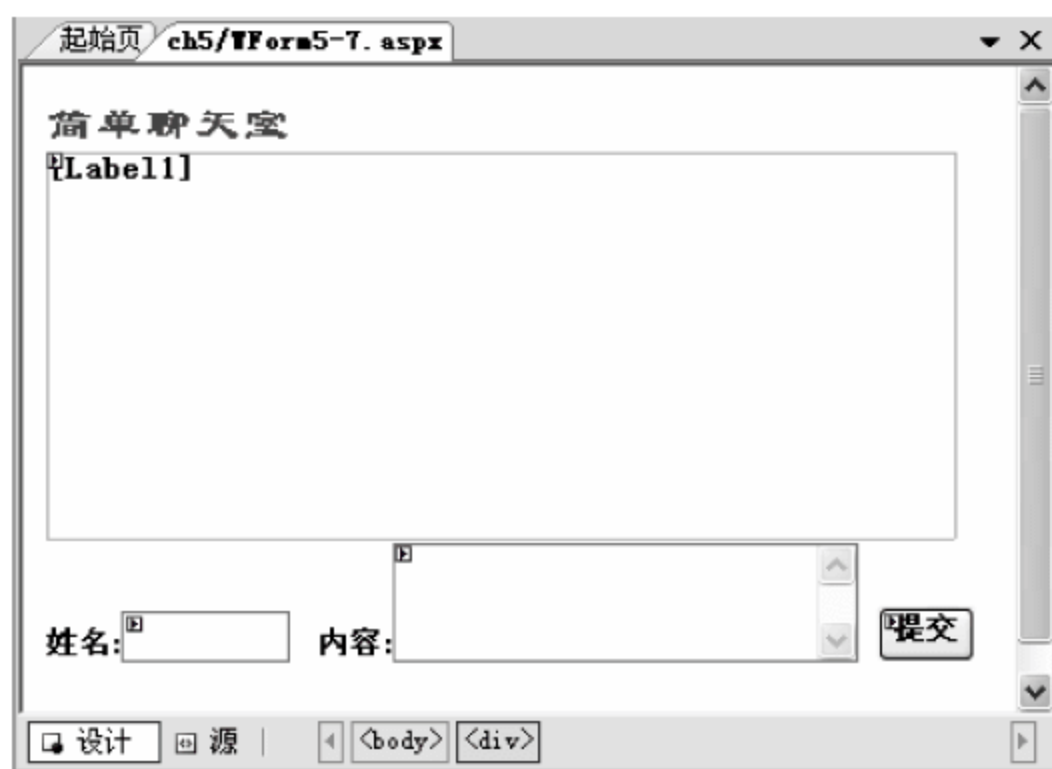 起始页 ch5/WForm5-7.aspx
简单聊天室
[Label1]
姓名: 内容: 提交
设计 源 <body> <div>